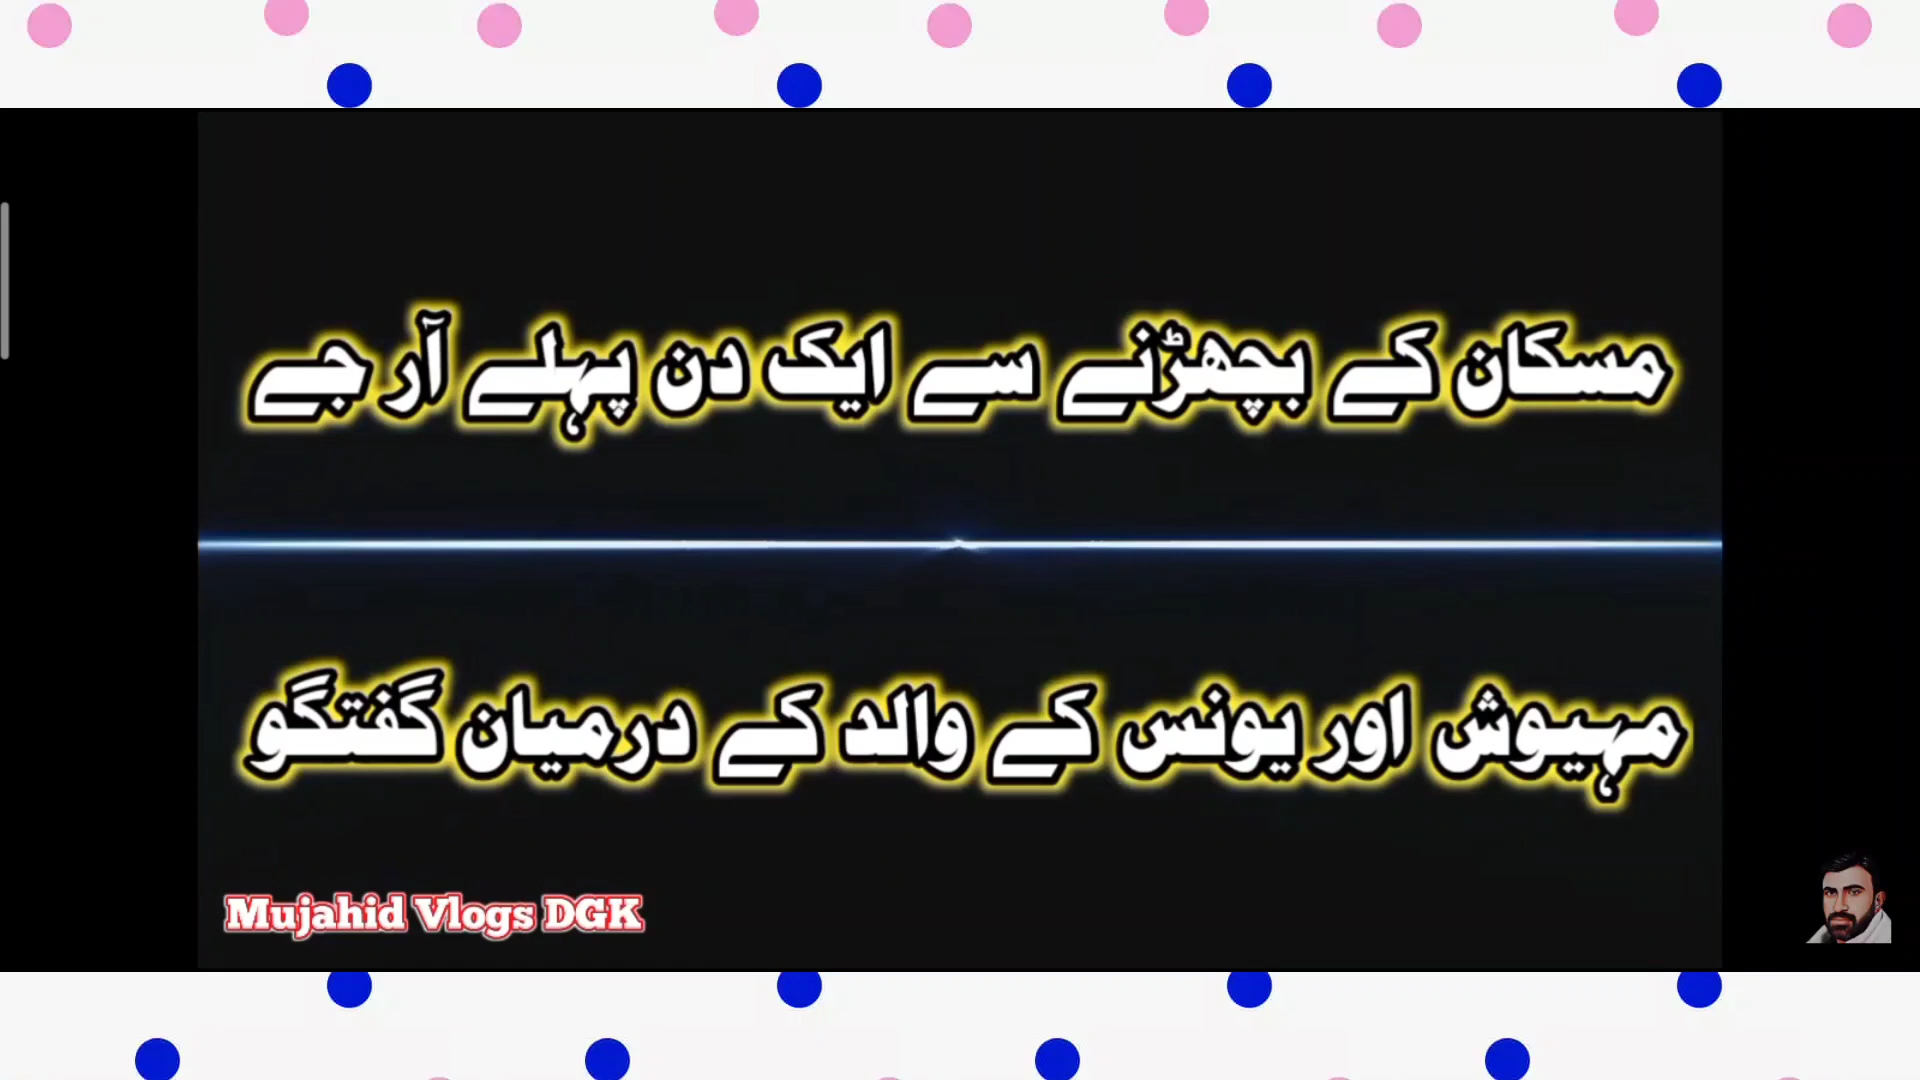 مسکان کے بچھڑنے سے ایک دن پہلے آر جے
مہیوش اور یونس کے والد کے درمیان گفتگو
Mujahid Vlogs DGK